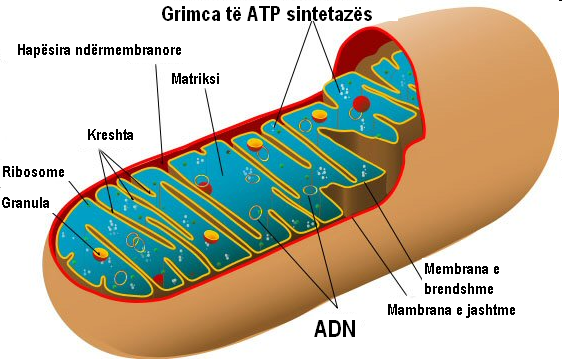 Grimca të ATP sintetazës
Hapësira ndërmembranore
Matriksi
Kreshta
Ribosome
Granula
Membrana e
brendshme
Mambrana e jashtme
ADN